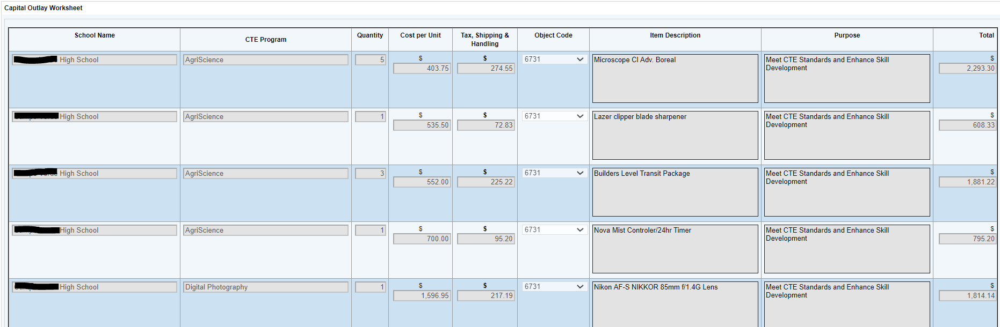 Capital Outlay Worksheet
School Name CTE Program Quantity Cost per Unit Tax, Shipping & Handling Object Code Item Description Purpose Total
High School AgriScience 5 $ 403.75 $ 274.55 6731 Microscope CI Adv. Boreal Meet CTE Standards and Enhance Skill Development $ 2,293.30
High School AgriScience 1 $ 535.50 $ 72.83 6731 Lazer clipper blade sharpener Meet CTE Standards and Enhance Skill Development $ 608.33
High School AgriScience 3 $ 552.00 $ 225.22 6731 Builders Level Transit Package Meet CTE Standards and Enhance Skill Development $ 1,881.22
High School AgriScience 1 $ 700.00 $ 95.20 6731 Nova Mist Controler/24hr Timer Meet CTE Standards and Enhance Skill Development $ 795.20
High School Digital Photography 1 $ 1,596.95 $ 217.19 6731 Nikon AF-S NIKKOR 85mm f/1.4G Lens Meet CTE Standards and Enhance Skill Development $ 1,814.14